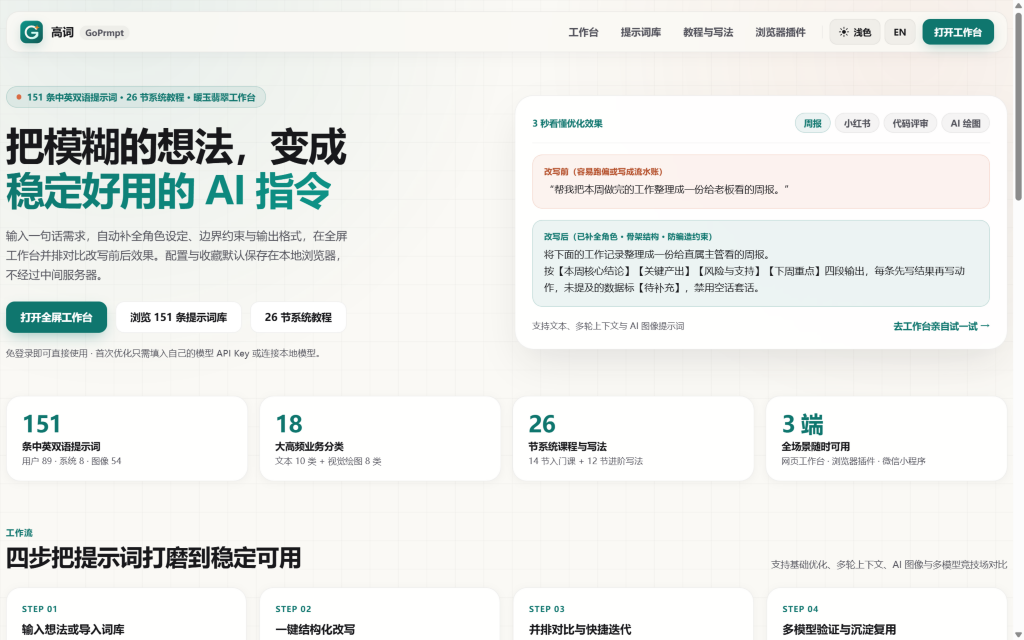 高词 GoPrmpt 工作台 提示词库 教程与写法 浏览器插件 浅色 EN 打开工作台
151 条中英双语提示词 • 26 节系统教程 • 暖玉翡翠工作台
把模糊的想法，变成
稳定好用的 AI 指令
输入一句话需求，自动补全角色设定、边界约束与输出格式，在全屏
工作台并排对比改写前后效果。配置与收藏默认保存在本地浏览器，
不经过中间服务器。
打开全屏工作台 浏览 151 条提示词库 26 节系统教程
免登录即可直接使用 · 首次优化只需填入自己的模型 API Key 或连接本地模型。
3 秒看懂优化效果 周报 小红书 代码评审 AI 绘图
改写前（容易跑偏或写成流水账）
“帮我把本周做完的工作整理成一份给老板看的周报。”
改写后（已补全角色 • 骨架结构 • 防编造约束）
将下面的工作记录整理成一份给直属主管看的周报。
按【本周核心结论】【关键产出】【风险与支持】【下周重点】四段输出，每条先写结果再写动
作，未提及的数据标【待补充】，禁用空话套话。
支持文本、多轮上下文与 AI 图像提示词 去工作台亲自试一试 →
151
条中英双语提示词
用户 89 · 系统 8 · 图像 54
18
大高频业务分类
文本 10 类 + 视觉绘图 8 类
26
节系统课程与写法
14 节入门课 + 12 节进阶写法
3 端
全场景随时可用
网页工作台 · 浏览器插件 · 微信小程序
工作流
四步把提示词打磨到稳定可用
支持基础优化、多轮上下文、AI 图像与多模型竞技场对比
STEP 01
输入想法或导入词库
STEP 02
一键结构化改写
STEP 03
并排对比与快捷迭代
STEP 04
多模型验证与沉淀复用